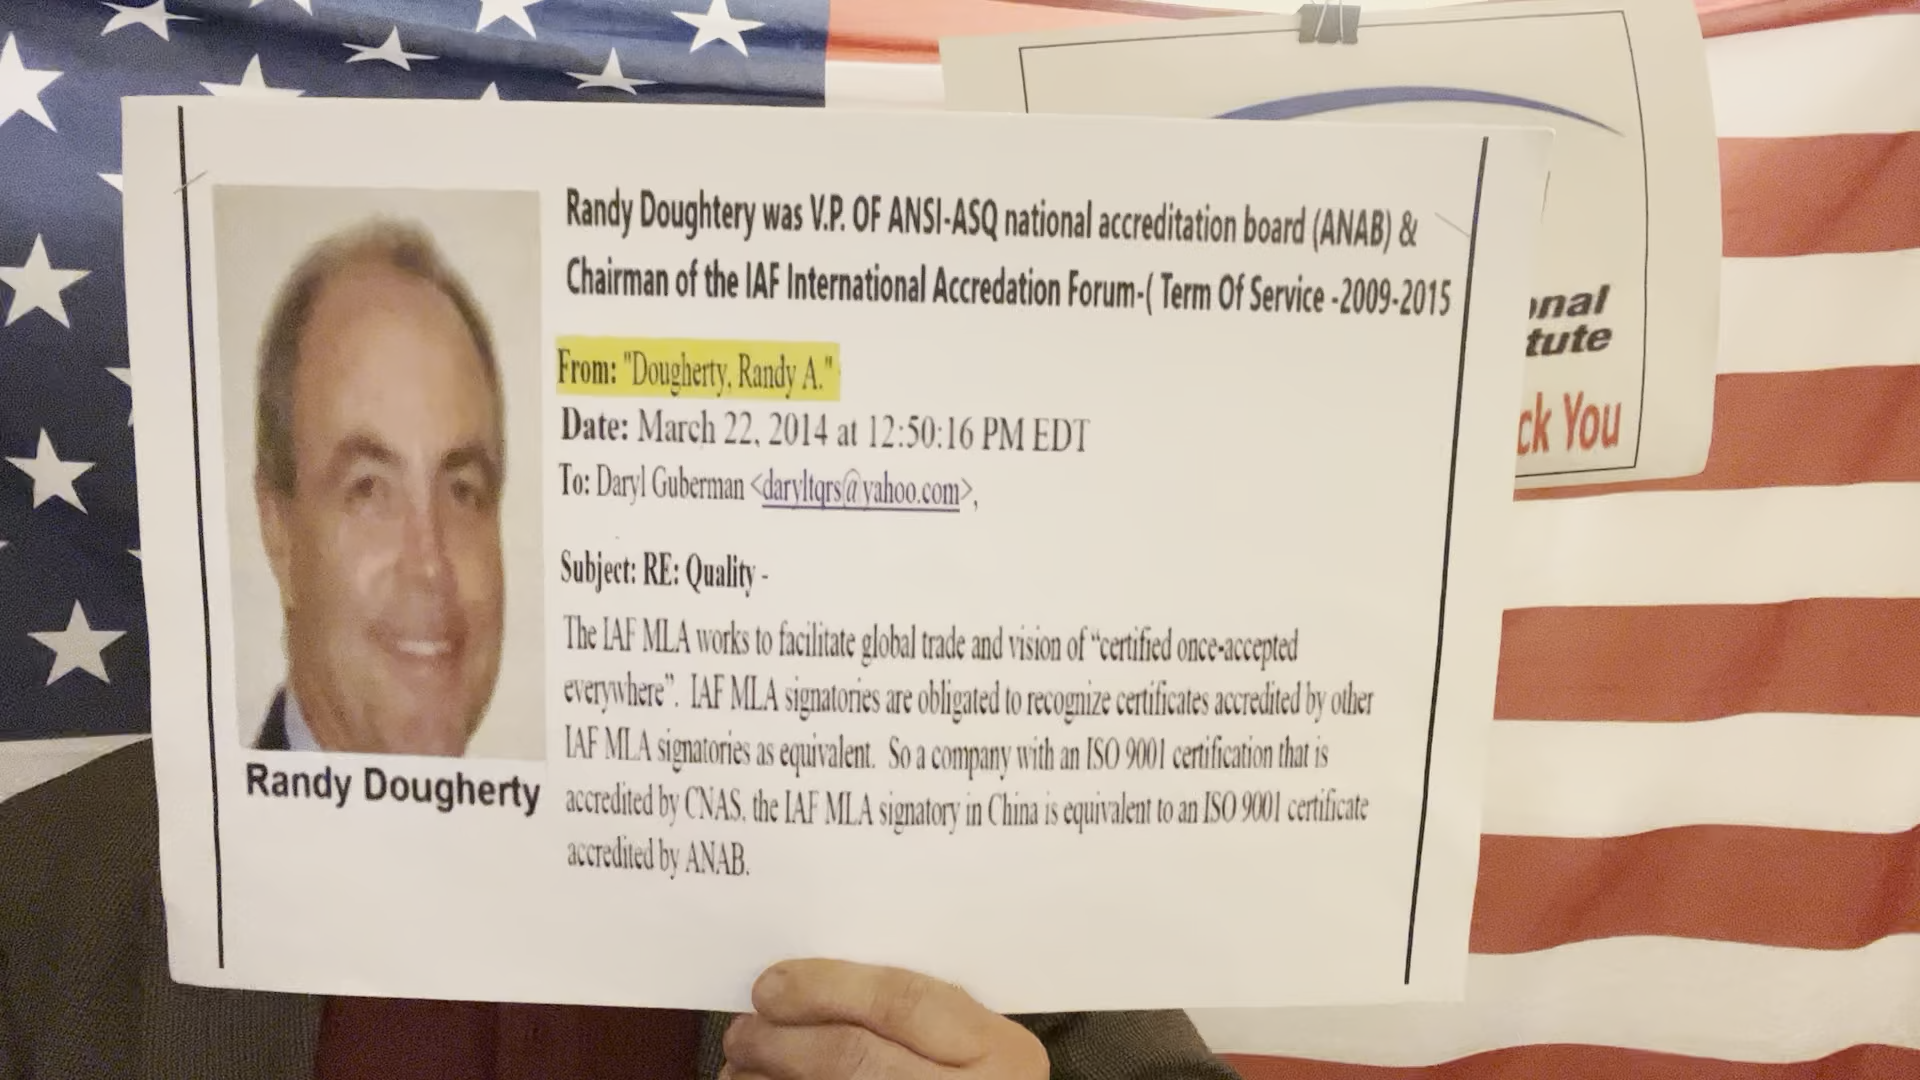 Randy Doughtery was V.P. OF ANSI-ASQ national accreditation board (ANAB) &
Chairman of the IAF International Accredation Forum-( Term Of Service -2009-2015
From: "Dougherty, Randy A."
Date: March 22, 2014 at 12:50:16 PM EDT
To: Daryl Guberman <daryltqrs@yahoo.com>,
Subject: RE: Quality -
The IAF MLA works to facilitate global trade and vision of “certified once-accepted
everywhere”. IAF MLA signatories are obligated to recognize certificates accredited by other
IAF MLA signatories as equivalent. So a company with an ISO 9001 certification that is
accredited by CNAS, the IAF MLA signatory in China is equivalent to an ISO 9001 certificate
accredited by ANAB.
Randy Dougherty
onal
tute
ck You